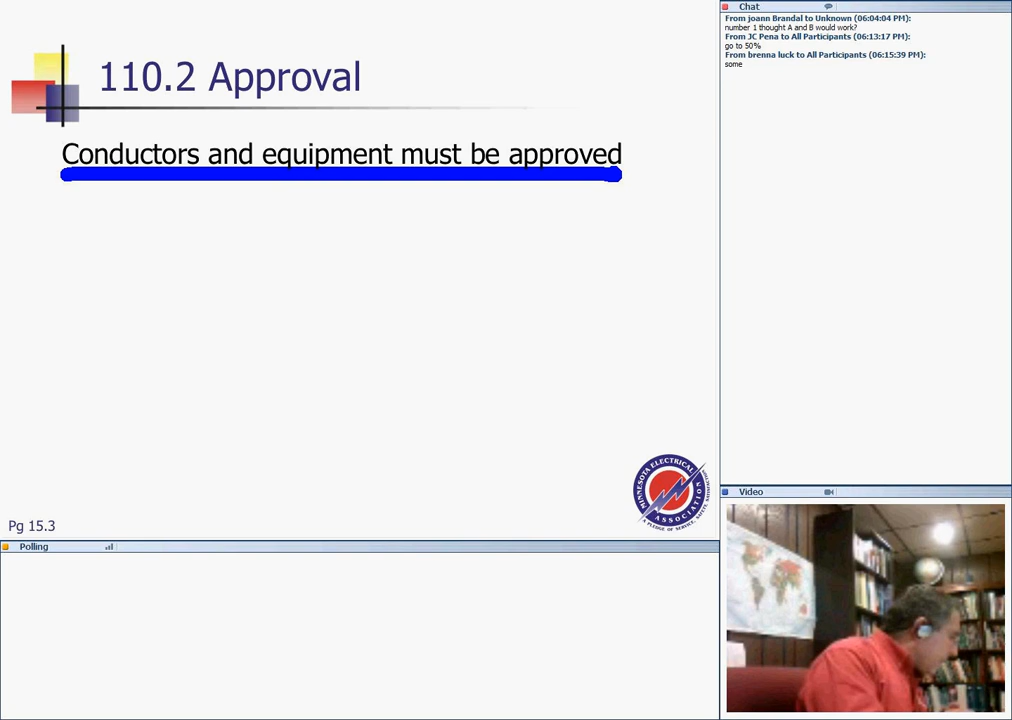 110.2 Approval
Conductors and equipment must be approved
MINNESOTA ELECTRICAL
ASSOCIATION
Pg 15.3
Chat
From joann Brandal to Unknown (06:04:04 PM):
number 1 thought A and B would work?
From JC Pena to All Participants (06:13:17 PM):
go to 50%
From brenna luck to All Participants (06:15:39 PM):
some
Video
Polling